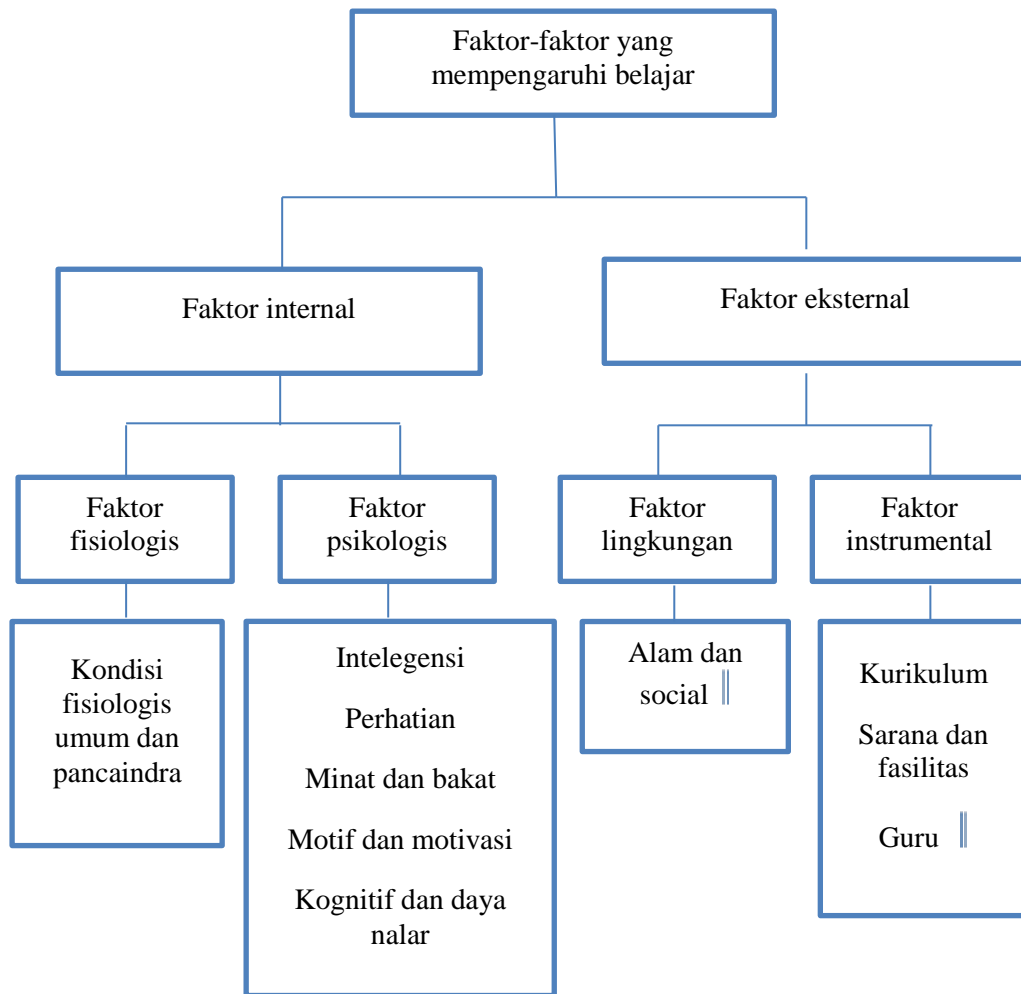 Faktor-faktor yang
mempengaruhi belajar
Faktor internal
Faktor eksternal
Faktor
fisiologis
Faktor
psikologis
Faktor
lingkungan
Faktor
instrumental
Kondisi
fisiologis
umum dan
pancaindra
Intelegensi
Perhatian
Minat dan bakat
Motif dan motivasi
Kognitif dan daya
nalar
Alam dan
social
Kurikulum
Sarana dan
fasilitas
Guru